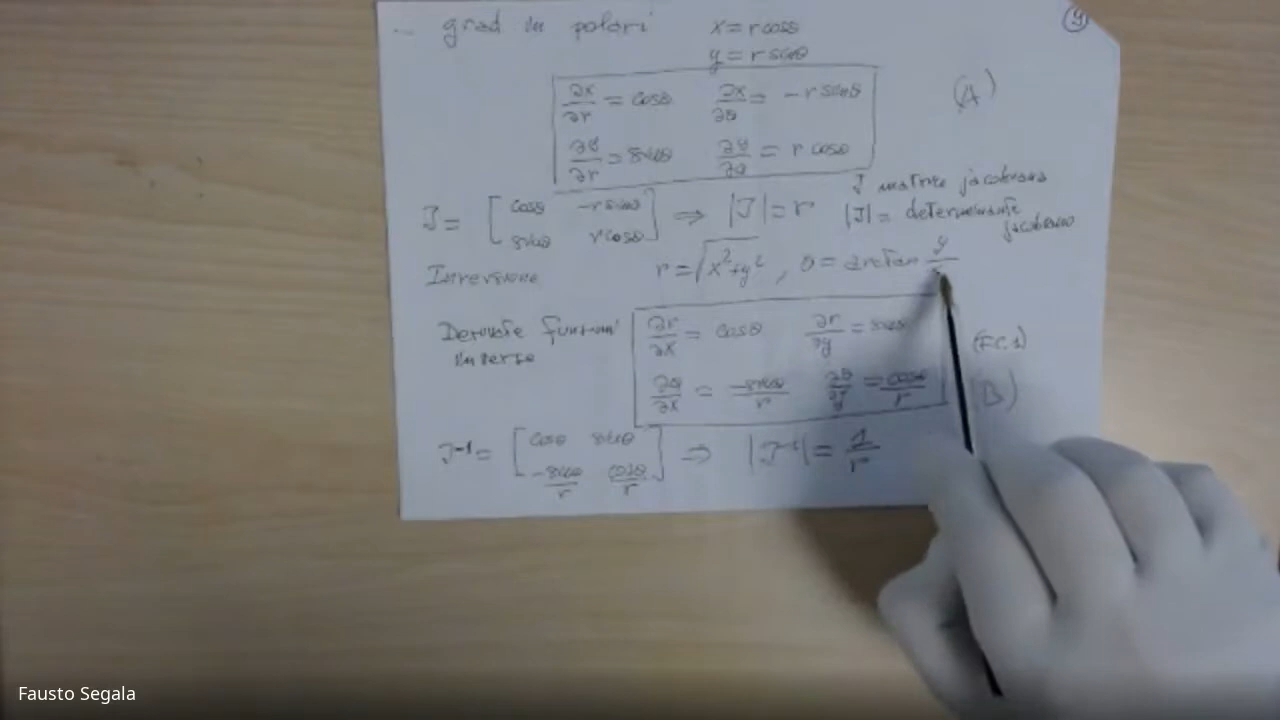 grad in polari x = r cosθ
y = r sinθ
∂x/∂r = cosθ ∂x/∂θ = -r sinθ (A)
∂y/∂r = sinθ ∂y/∂θ = r cosθ
J matrice jacobiana
J = [cosθ -r sinθ; sinθ r cosθ] ⇒ |J| = r |J| = determinante jacobiano
Inversione r = √x²+y² , θ = arctan y/x
Derivate funzioni inverse
∂r/∂x = cosθ ∂r/∂y = sinθ (FC1)
∂θ/∂x = -sinθ/r ∂θ/∂y = cosθ/r (B)
J⁻¹ = [cosθ sinθ; -sinθ/r cosθ/r] ⇒ |J⁻¹| = 1/r
Fausto Segala